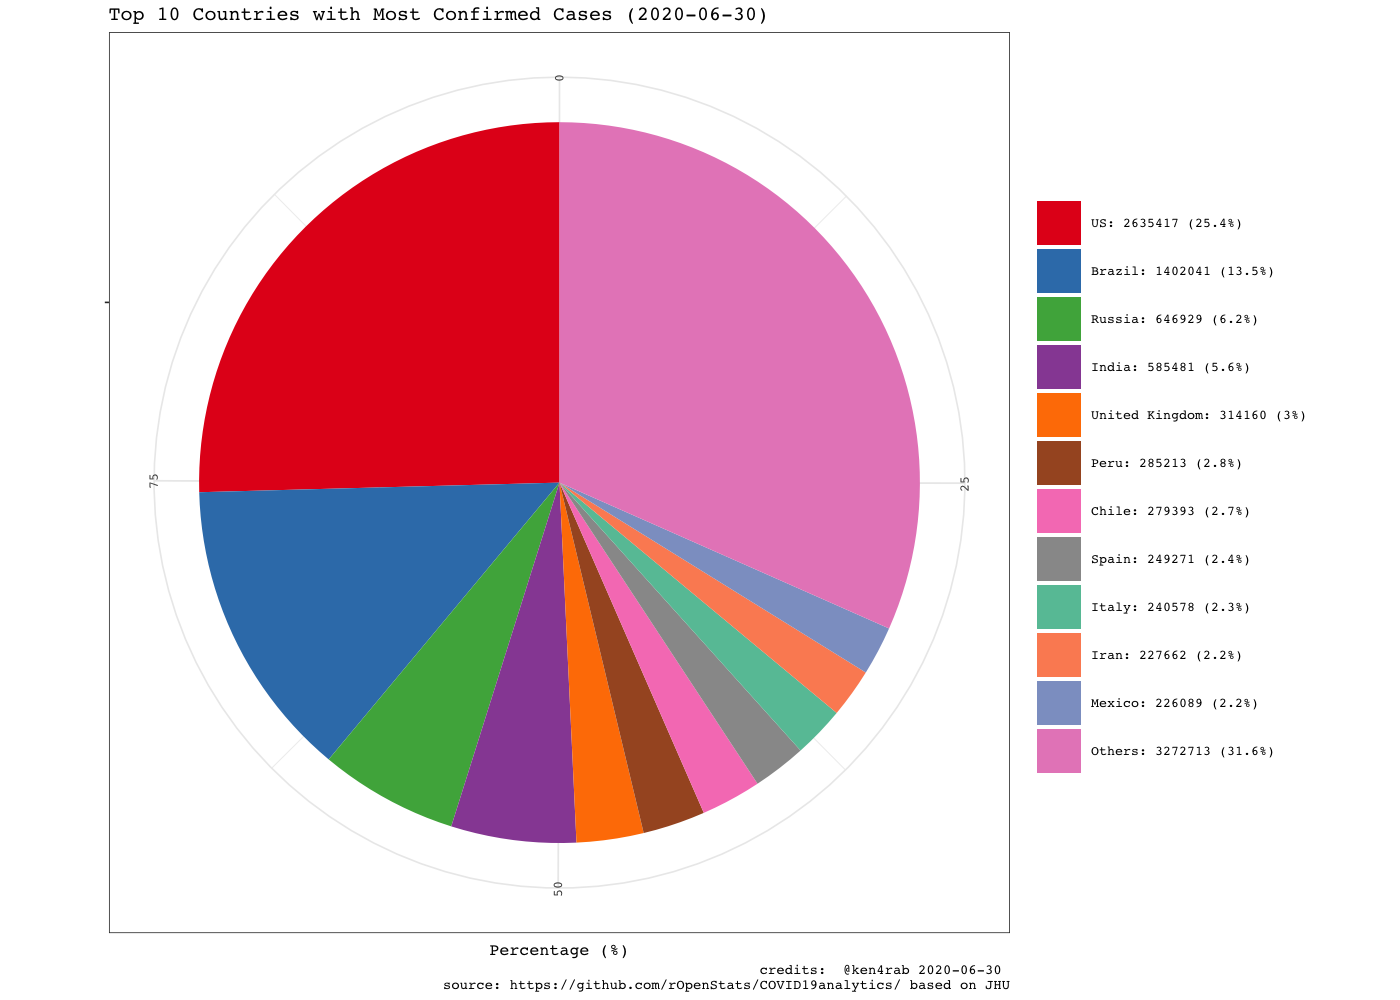 Top 10 Countries with Most Confirmed Cases (2020-06-30)
0
25
50
75
US: 2635417 (25.4%)
Brazil: 1402041 (13.5%)
Russia: 646929 (6.2%)
India: 585481 (5.6%)
United Kingdom: 314160 (3%)
Peru: 285213 (2.8%)
Chile: 279393 (2.7%)
Spain: 249271 (2.4%)
Italy: 240578 (2.3%)
Iran: 227662 (2.2%)
Mexico: 226089 (2.2%)
Others: 3272713 (31.6%)
Percentage (%)
credits:  @ken4rab 2020-06-30
source: https://github.com/rOpenStats/COVID19analytics/ based on JHU